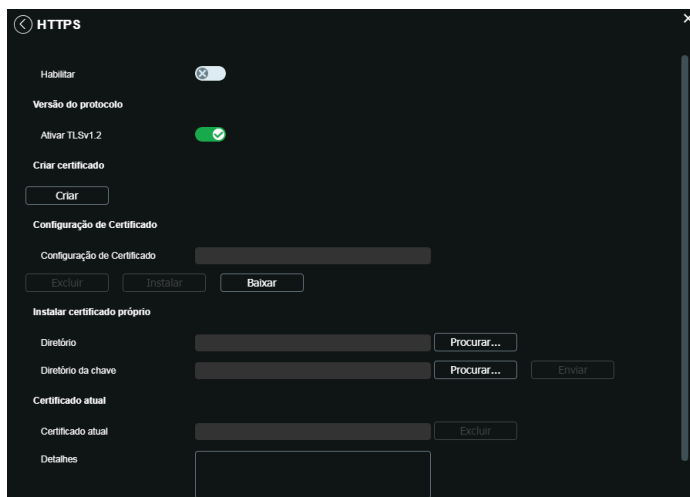 HTTPS
Habilitar
Versão do protocolo
Ativar TLSv1.2
Criar certificado
Criar
Configuração de Certificado
Configuração de Certificado
Excluir Instalar Baixar
Instalar certificado próprio
Diretório Procurar...
Diretório da chave Procurar... Enviar
Certificado atual
Certificado atual Excluir
Detalhes